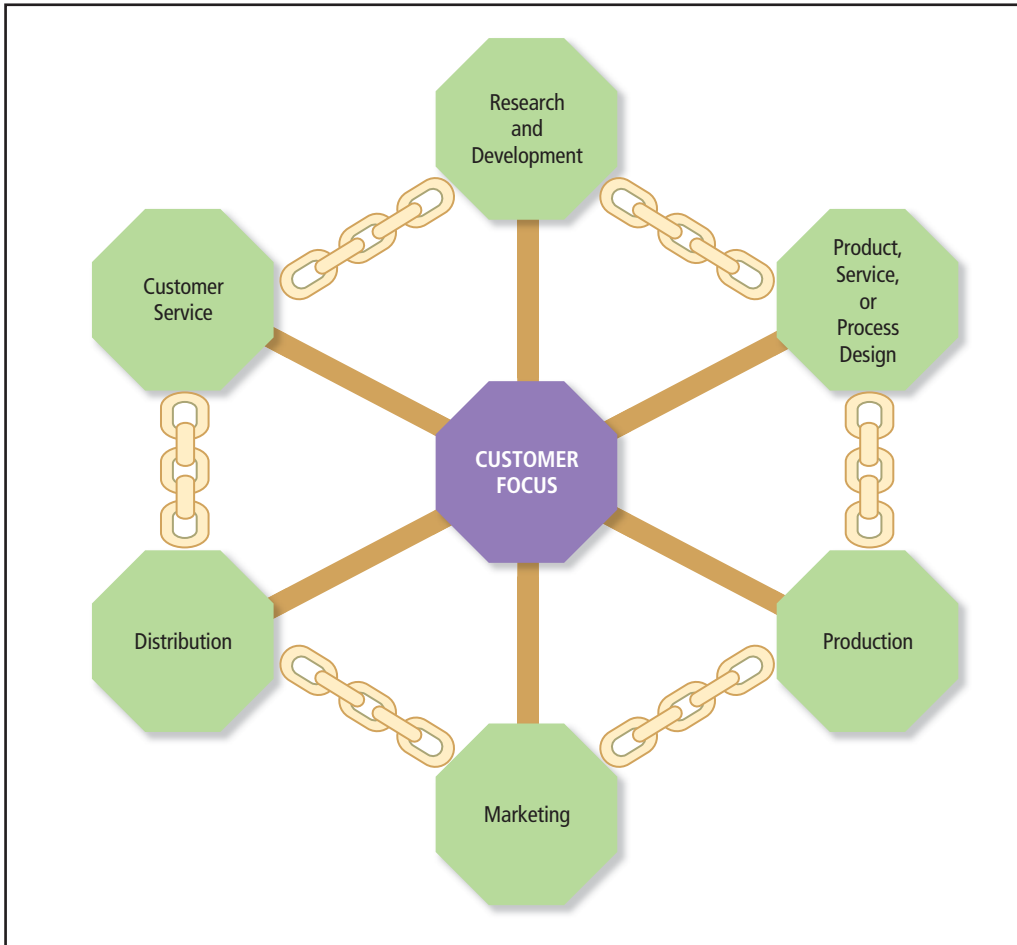 Research
and
Development
Customer
Service
Product,
Service,
or
Process
Design
CUSTOMER
FOCUS
Distribution
Production
Marketing